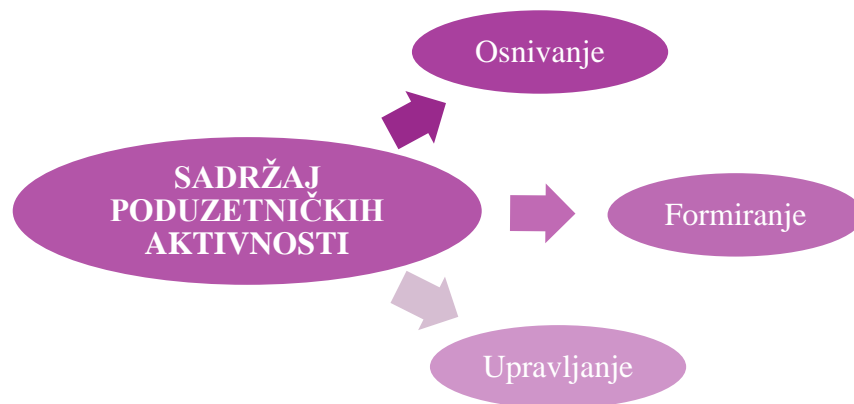 Osnivanje
SADRŽAJ
PODUZETNIČKIH
AKTIVNOSTI
Formiranje
Upravljanje